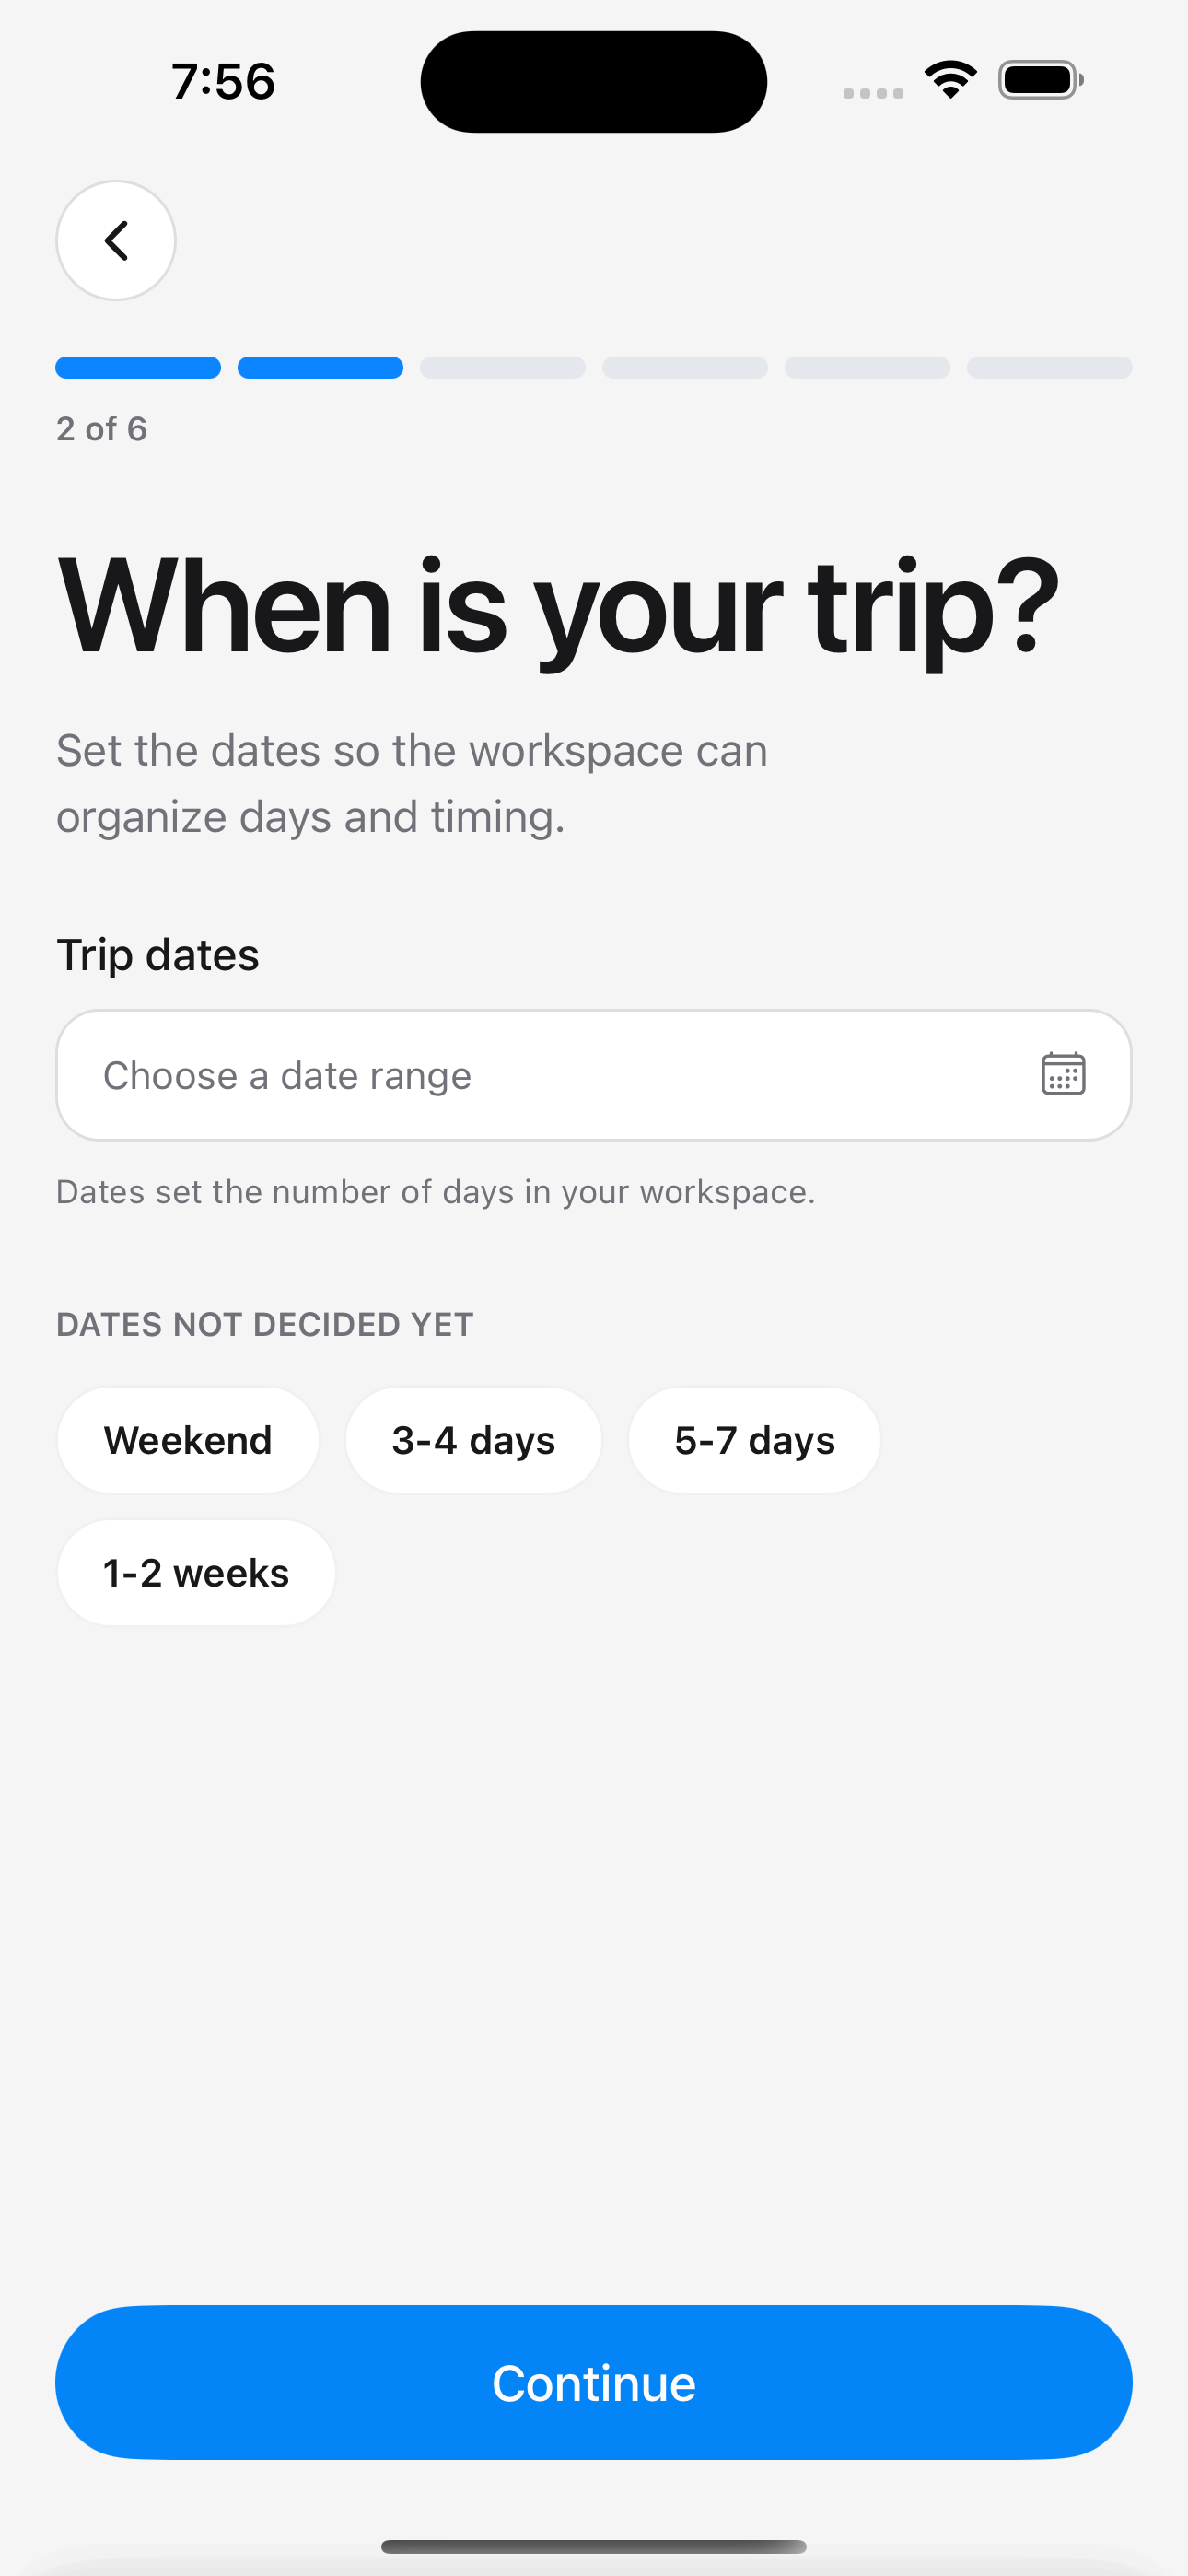 7:56
2 of 6
When is your trip?
Set the dates so the workspace can
organize days and timing.
Trip dates
Choose a date range
Dates set the number of days in your workspace.
DATES NOT DECIDED YET
Weekend
3-4 days
5-7 days
1-2 weeks
Continue